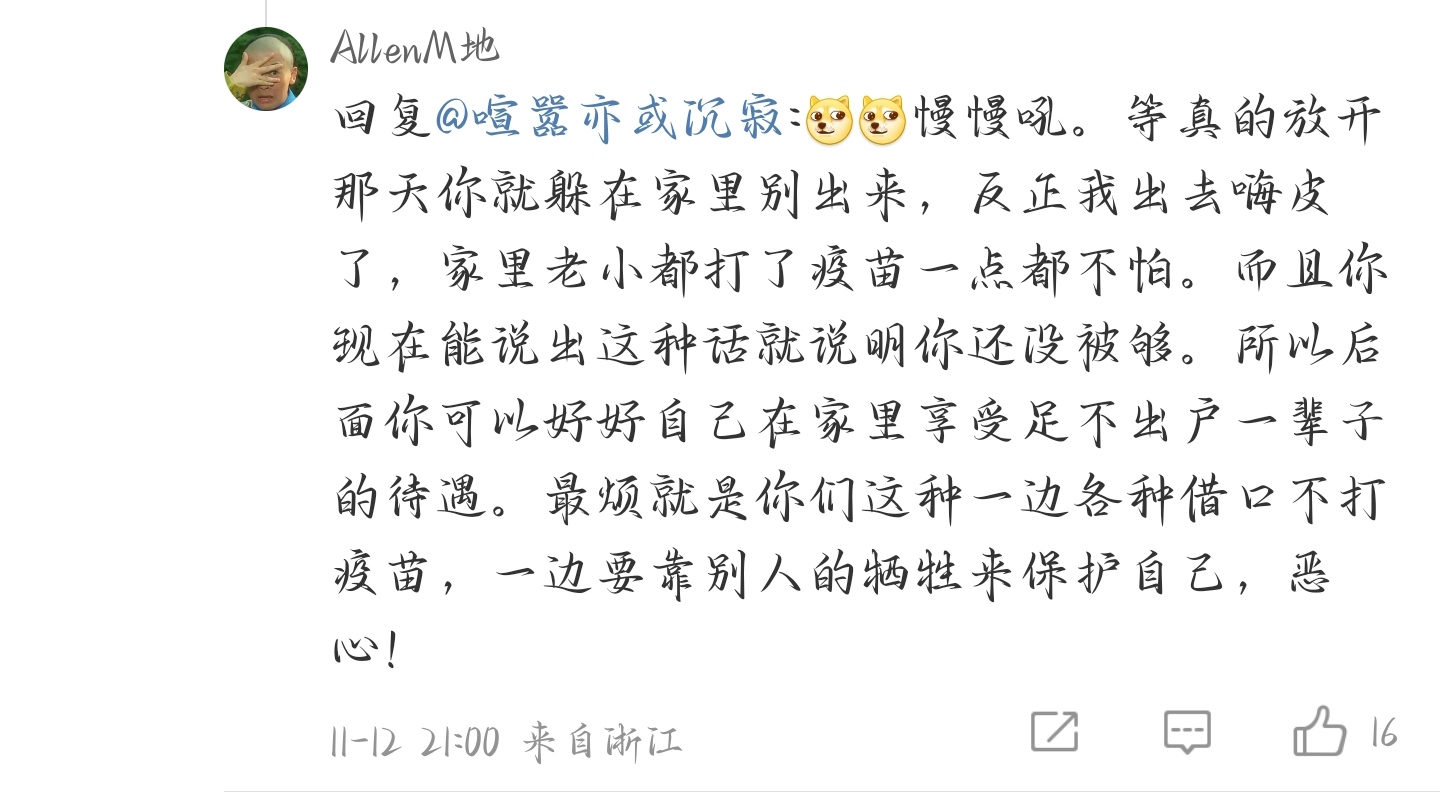 AllenM地
回复@喧嚣亦或沉寂:🐶🐶慢慢吼。 等真的放开
那天你就躲在家里别出来，反正我出去嗨皮
了，家里老小都打了疫苗一点都不怕。而且你
现在能说出这种话就说明你还没被够。所以后
面你可以好好自己在家里享受足不出户一辈子
的待遇。 最烦就是你们这种一边各种借口不打
疫苗，一边要靠别人的牺牲来保护自己，恶
心！
11-12 21:00 来自浙江
16